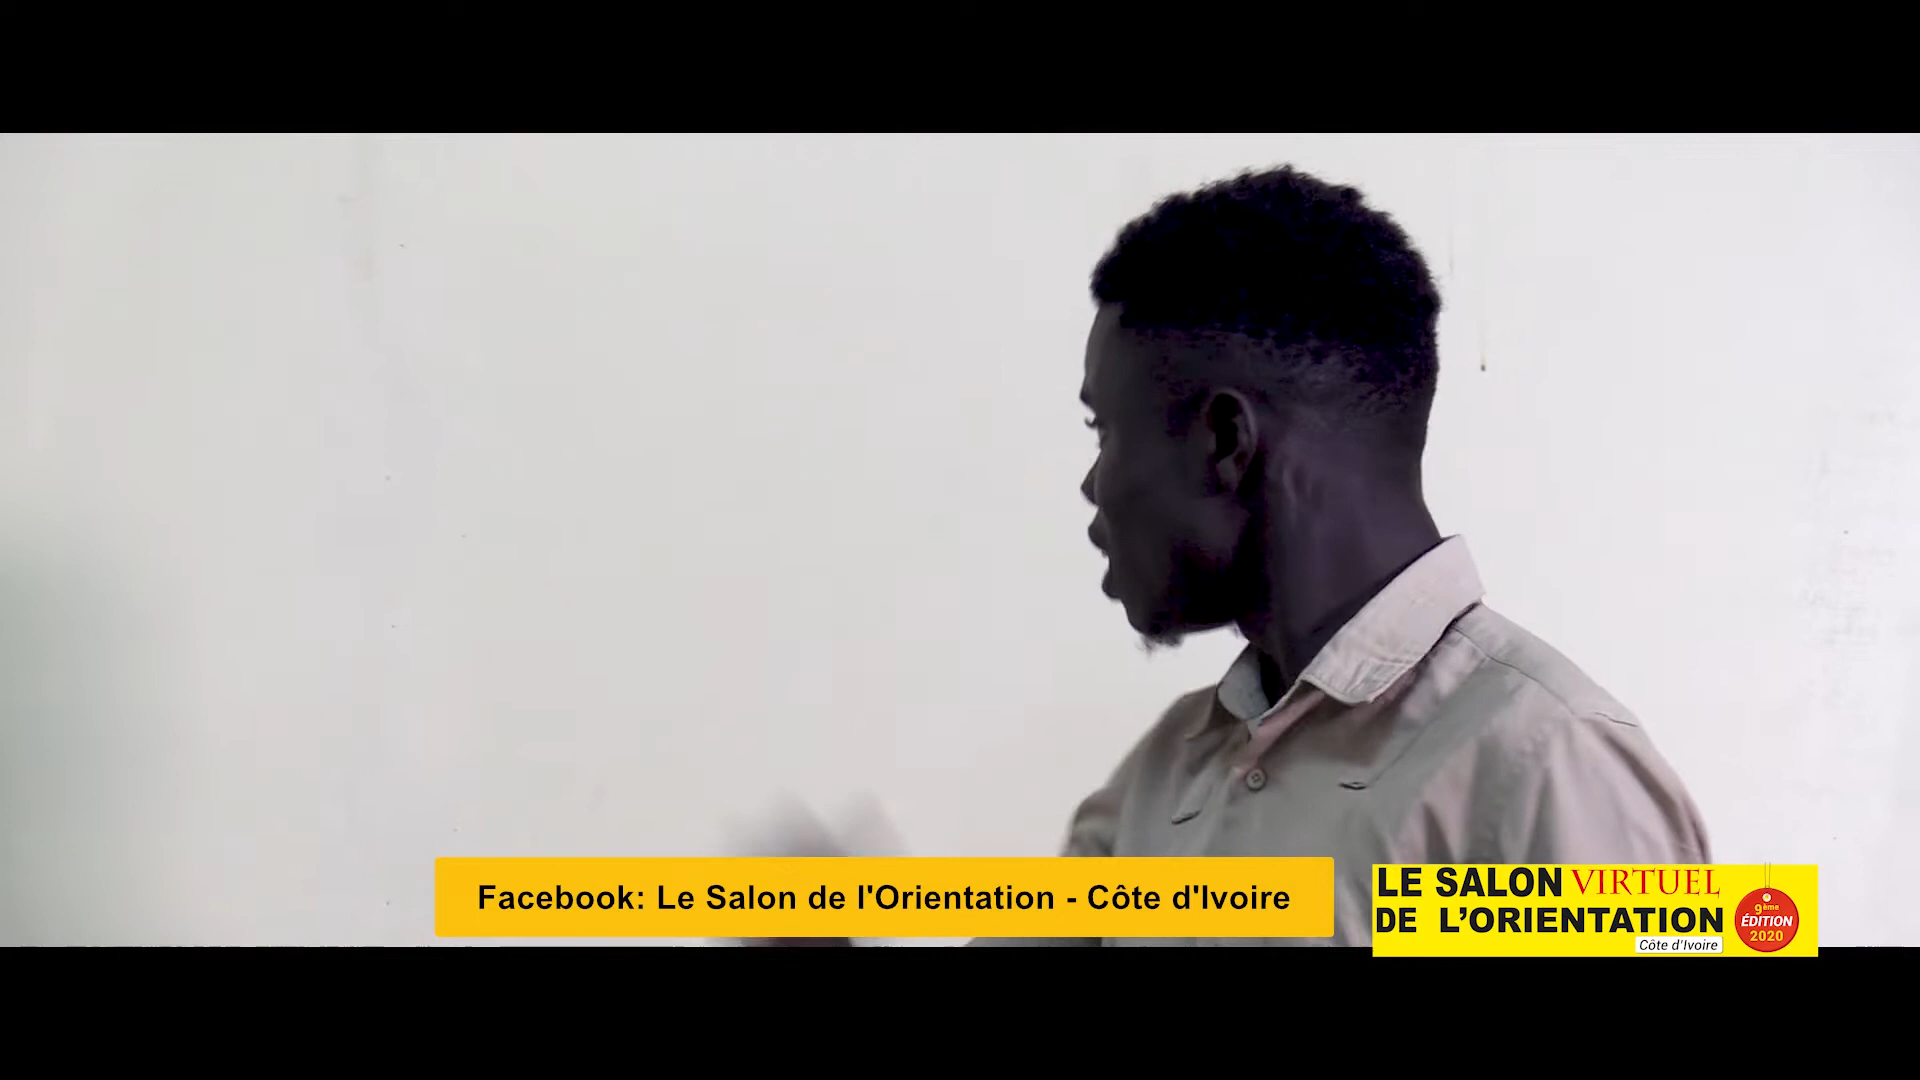 Facebook: Le Salon de l'Orientation - Côte d'Ivoire
LE SALON VIRTUEL
DE L'ORIENTATION
Côte d'Ivoire
9ème
ÉDITION
2020